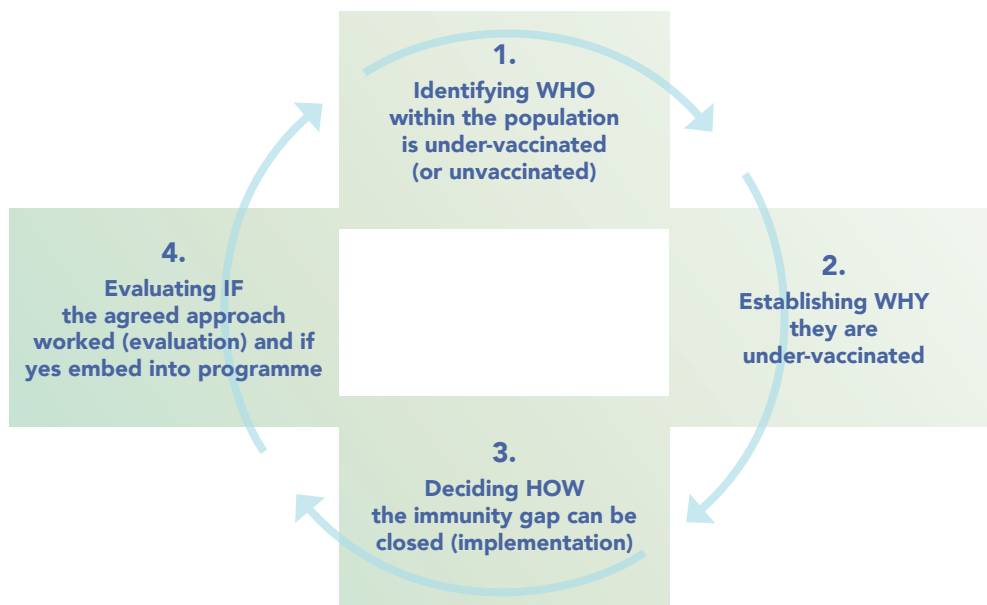 1.
Identifying WHO
within the population
is under-vaccinated
(or unvaccinated)
2.
Establishing WHY
they are
under-vaccinated
3.
Deciding HOW
the immunity gap can be
closed (implementation)
4.
Evaluating IF
the agreed approach
worked (evaluation) and if
yes embed into programme